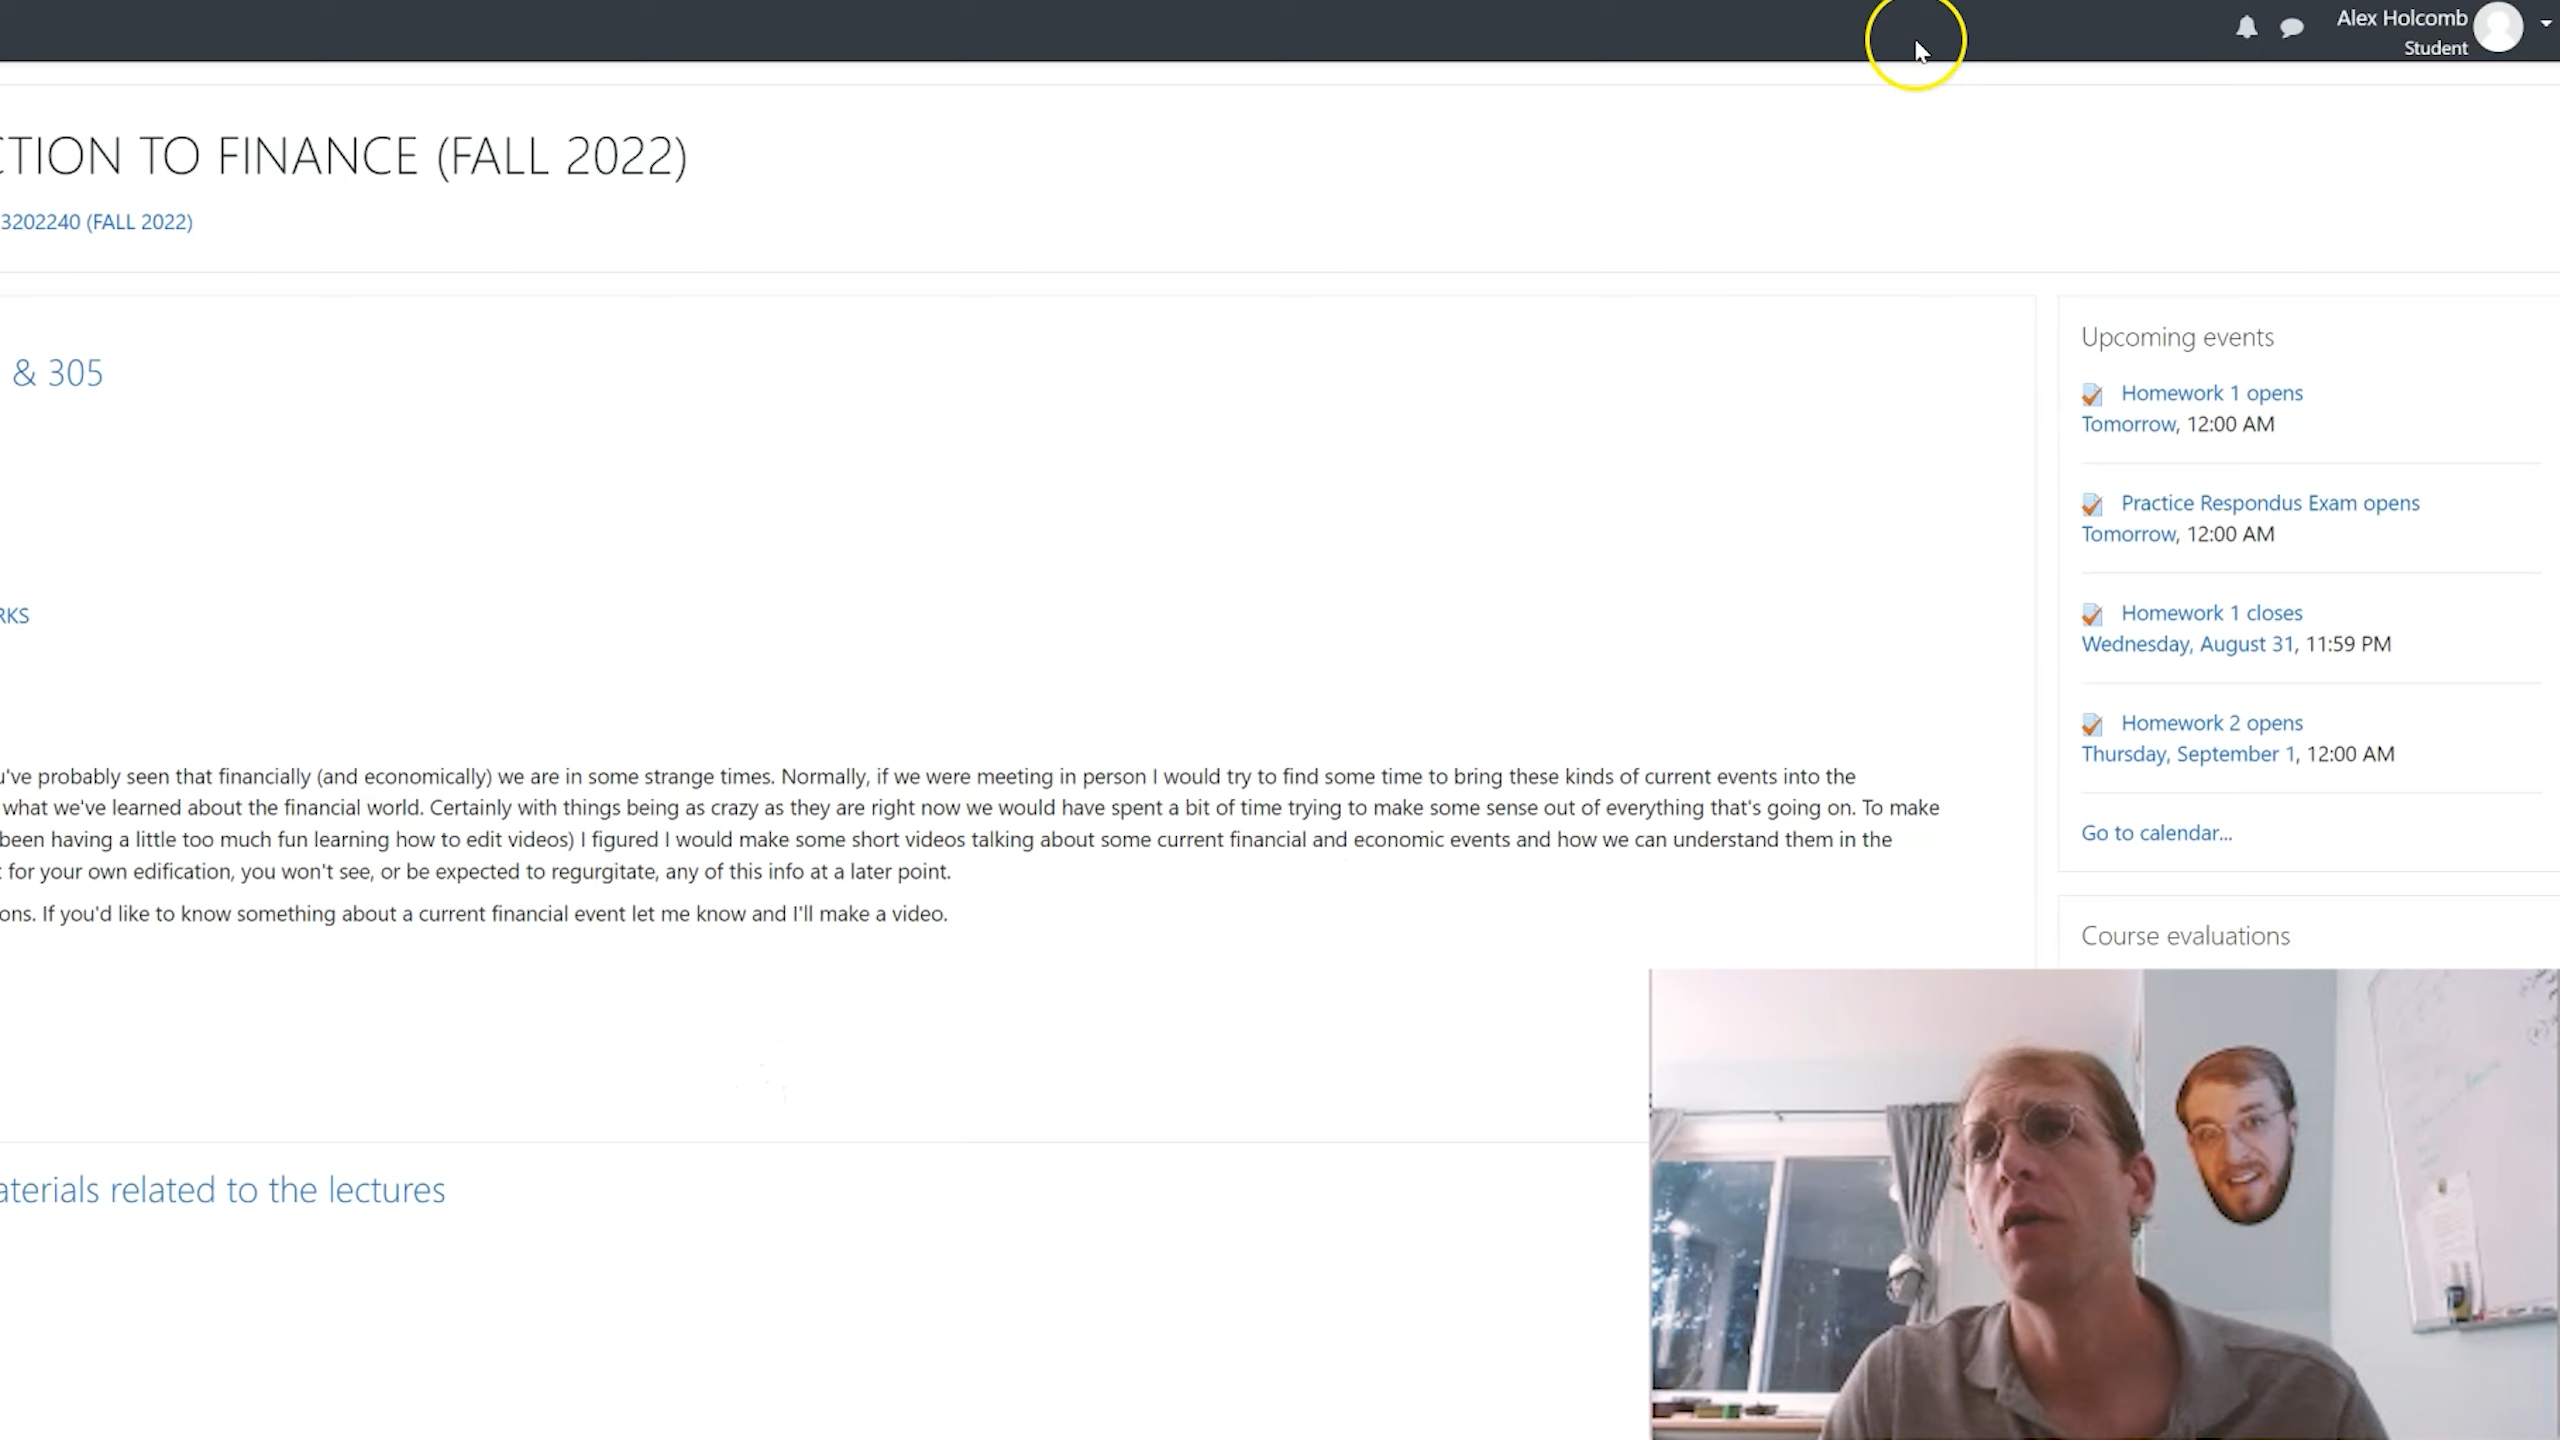 Alex Holcomb
Student
CTION TO FINANCE (FALL 2022)
3202240 (FALL 2022)
& 305
RKS
u've probably seen that financially (and economically) we are in some strange times. Normally, if we were meeting in person I would try to find some time to bring these kinds of current events into the
what we've learned about the financial world. Certainly with things being as crazy as they are right now we would have spent a bit of time trying to make some sense out of everything that's going on. To make
been having a little too much fun learning how to edit videos) I figured I would make some short videos talking about some current financial and economic events and how we can understand them in the
t for your own edification, you won't see, or be expected to regurgitate, any of this info at a later point.
ons. If you'd like to know something about a current financial event let me know and I'll make a video.
aterials related to the lectures
Upcoming events
Homework 1 opens
Tomorrow, 12:00 AM
Practice Respondus Exam opens
Tomorrow, 12:00 AM
Homework 1 closes
Wednesday, August 31, 11:59 PM
Homework 2 opens
Thursday, September 1, 12:00 AM
Go to calendar...
Course evaluations